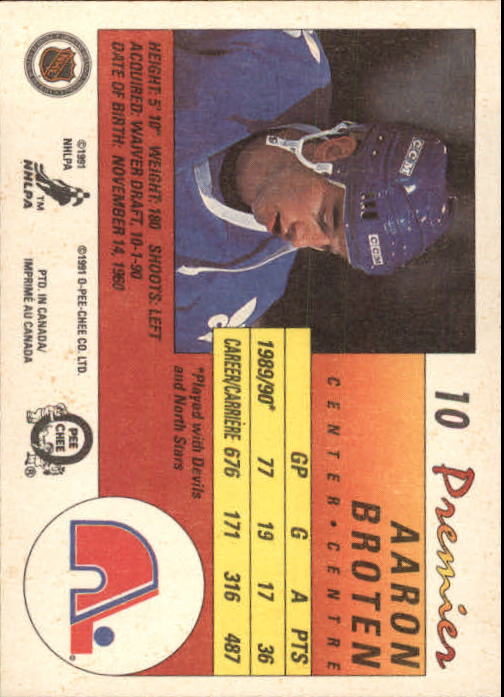 10 Premier
AARON
BROTEN
CENTER • CENTRE
CCM
CCM
GP G A PTS
1989/90* 77 19 17 36
CAREER/CARRIÈRE 676 171 316 487
*Played with Devils
and North Stars
HEIGHT: 5' 10" WEIGHT: 180 SHOOTS: LEFT
ACQUIRED: WAIVER DRAFT, 10-1-90
DATE OF BIRTH: NOVEMBER 14, 1960
©1991
NHLPA
NHLPA™
©1991 O-PEE-CHEE CO. LTD.
PTD. IN CANADA/
IMPRIMÉ AU CANADA
O
PEE
CHEE
®